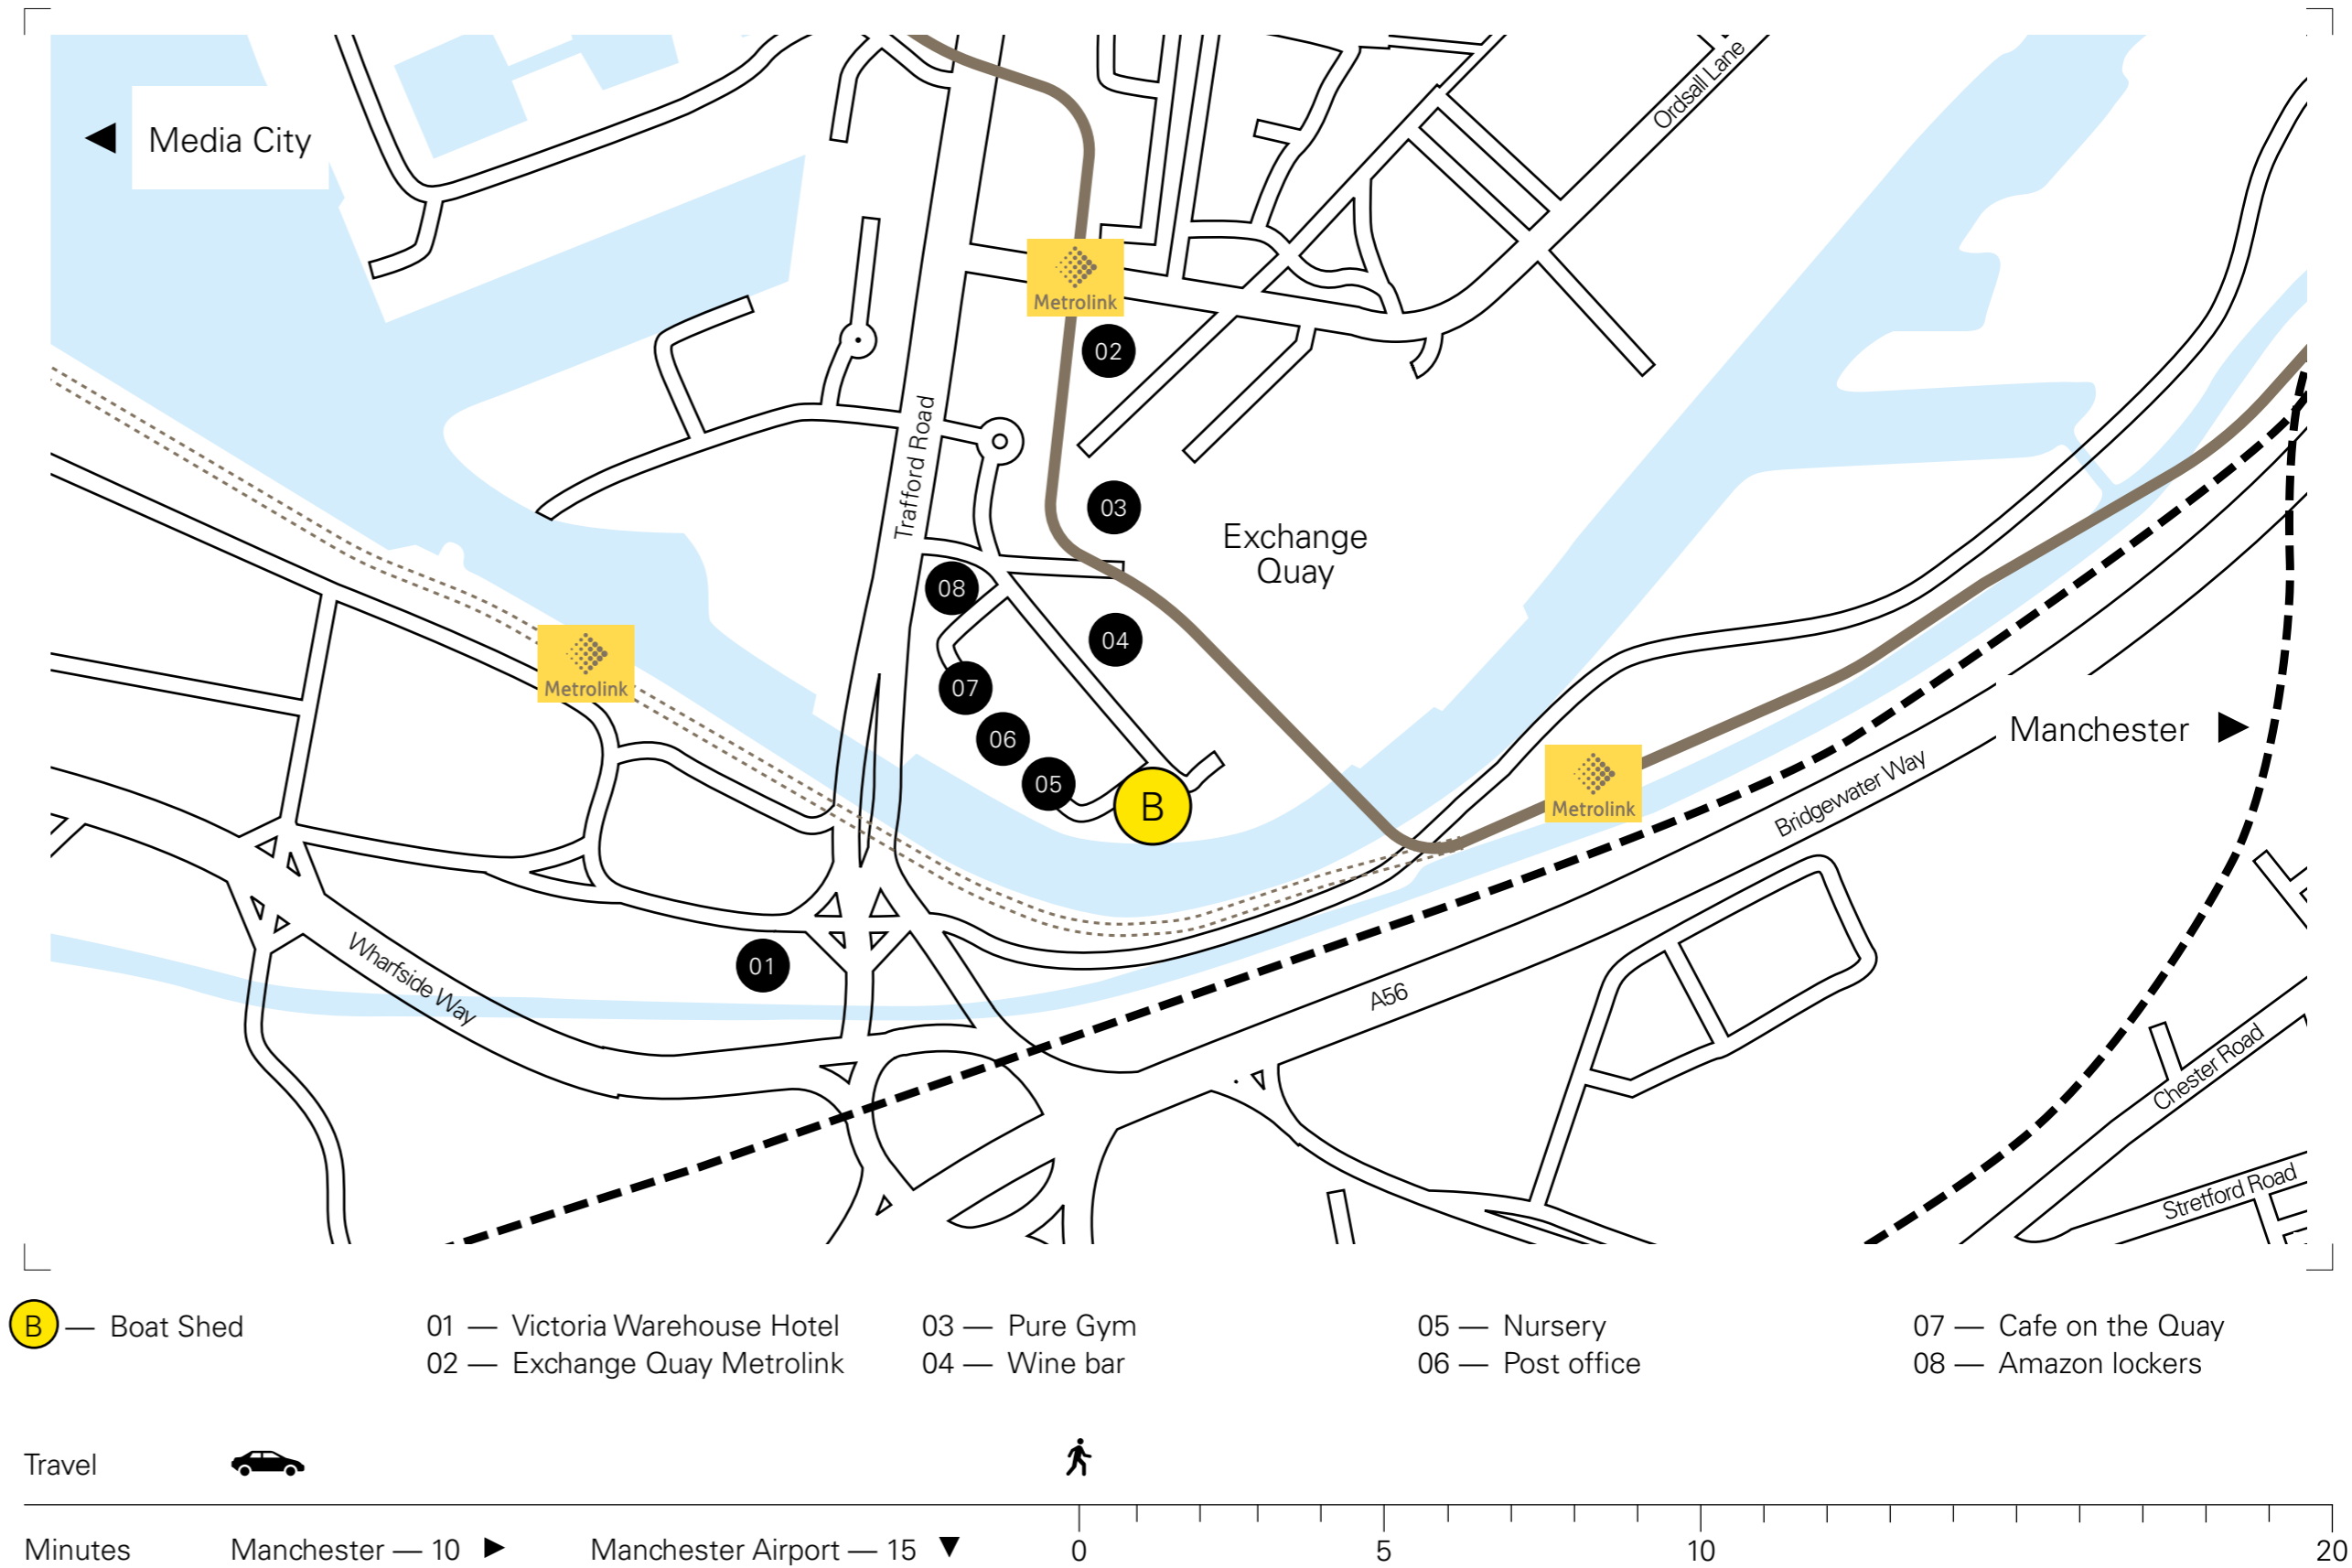 Media City
Ordsall Lane
Metrolink
02
Trafford Road
03
Exchange
Quay
08
04
Metrolink
07
06
Manchester
05
B
Metrolink
Bridgewater Way
01
Wharfside Way
A56
Chester Road
Stretford Road
B — Boat Shed
01 — Victoria Warehouse Hotel
02 — Exchange Quay Metrolink
03 — Pure Gym
04 — Wine bar
05 — Nursery
06 — Post office
07 — Cafe on the Quay
08 — Amazon lockers
Travel
Minutes
Manchester — 10
Manchester Airport — 15
0 5 10 20